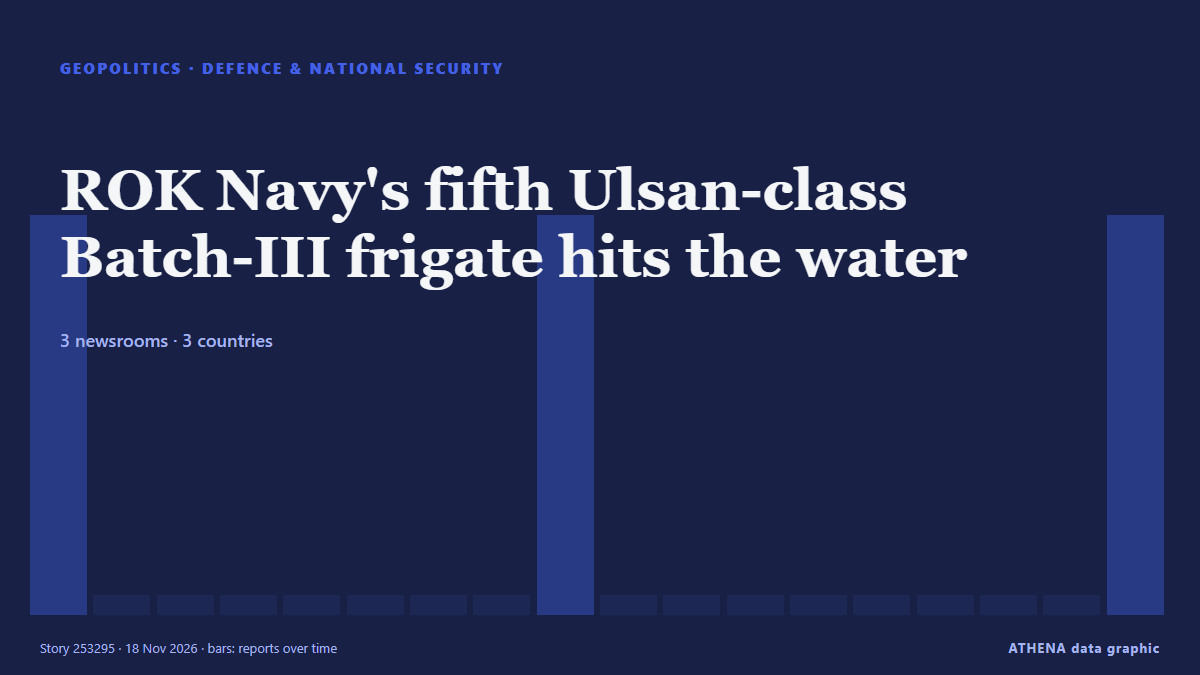 GEOPOLITICS · DEFENCE & NATIONAL SECURITY
ROK Navy's fifth Ulsan-class
Batch-III frigate hits the water
3 newsrooms · 3 countries
Story 253295 · 18 Nov 2026 · bars: reports over time
ATHENA data graphic